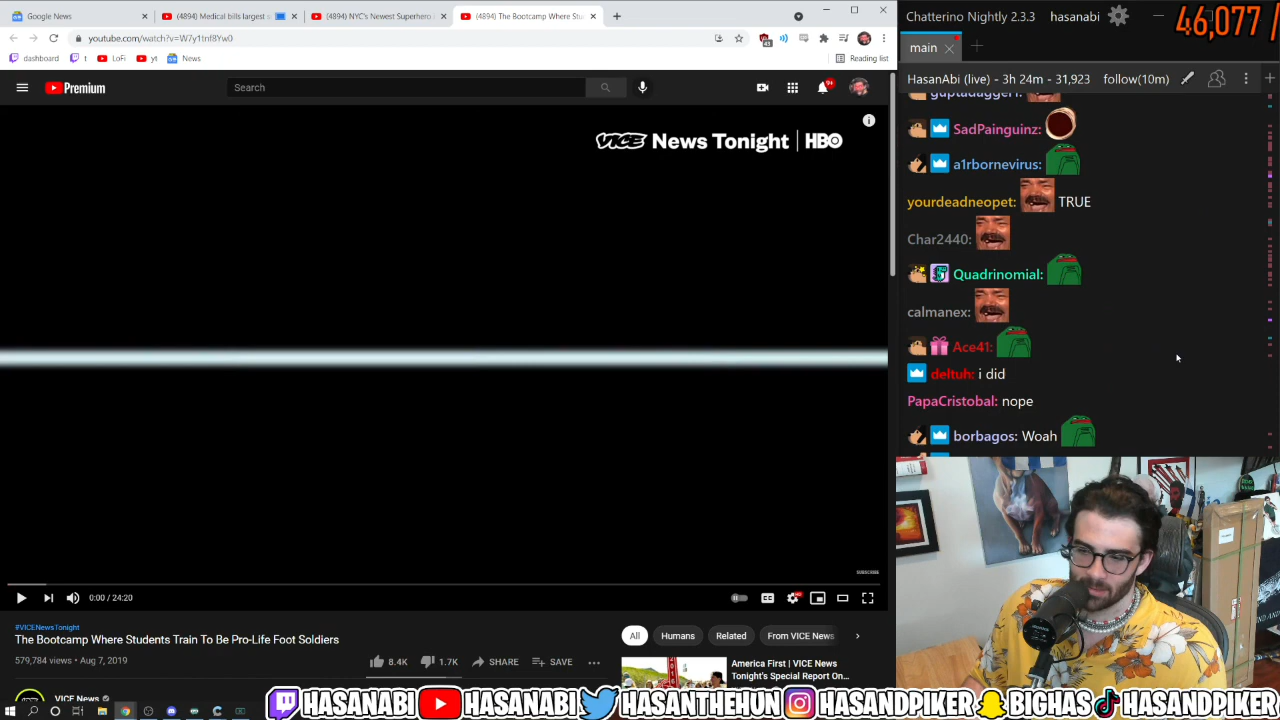 Google News
(4894) Medical bills largest s
(4894) NYC's Newest Superhero
(4894) The Bootcamp Where Stu
youtube.com/watch?v=W7y1tnf8Yw0
43
dashboard
t
LoFi
yt
News
Reading list
Premium
Search
9+
VICE News Tonight | HBO
SUBSCRIBE
0:00 / 24:20
#VICENewsTonight
The Bootcamp Where Students Train To Be Pro-Life Foot Soldiers
579,784 views • Aug 7, 2019
8.4K
1.7K
SHARE
SAVE
All
Humans
Related
From VICE News
America First | VICE News
Tonight's Special Report On...
VICE News
Chatterino Nightly 2.3.3
hasanabi
46,077 /
main
HasanAbi (live) - 3h 24m - 31,923
follow(10m)
guptadagger1:
SadPainguinz:
a1rbornevirus:
yourdeadneopet: TRUE
Char2440:
Quadrinomial:
calmanex:
Ace41:
deltuh: i did
PapaCristobal: nope
borbagos: Woah
HASANABI
HASANABI
HASANTHEHUN
HASANDPIKER
BIGHAS
HASANDPIKER